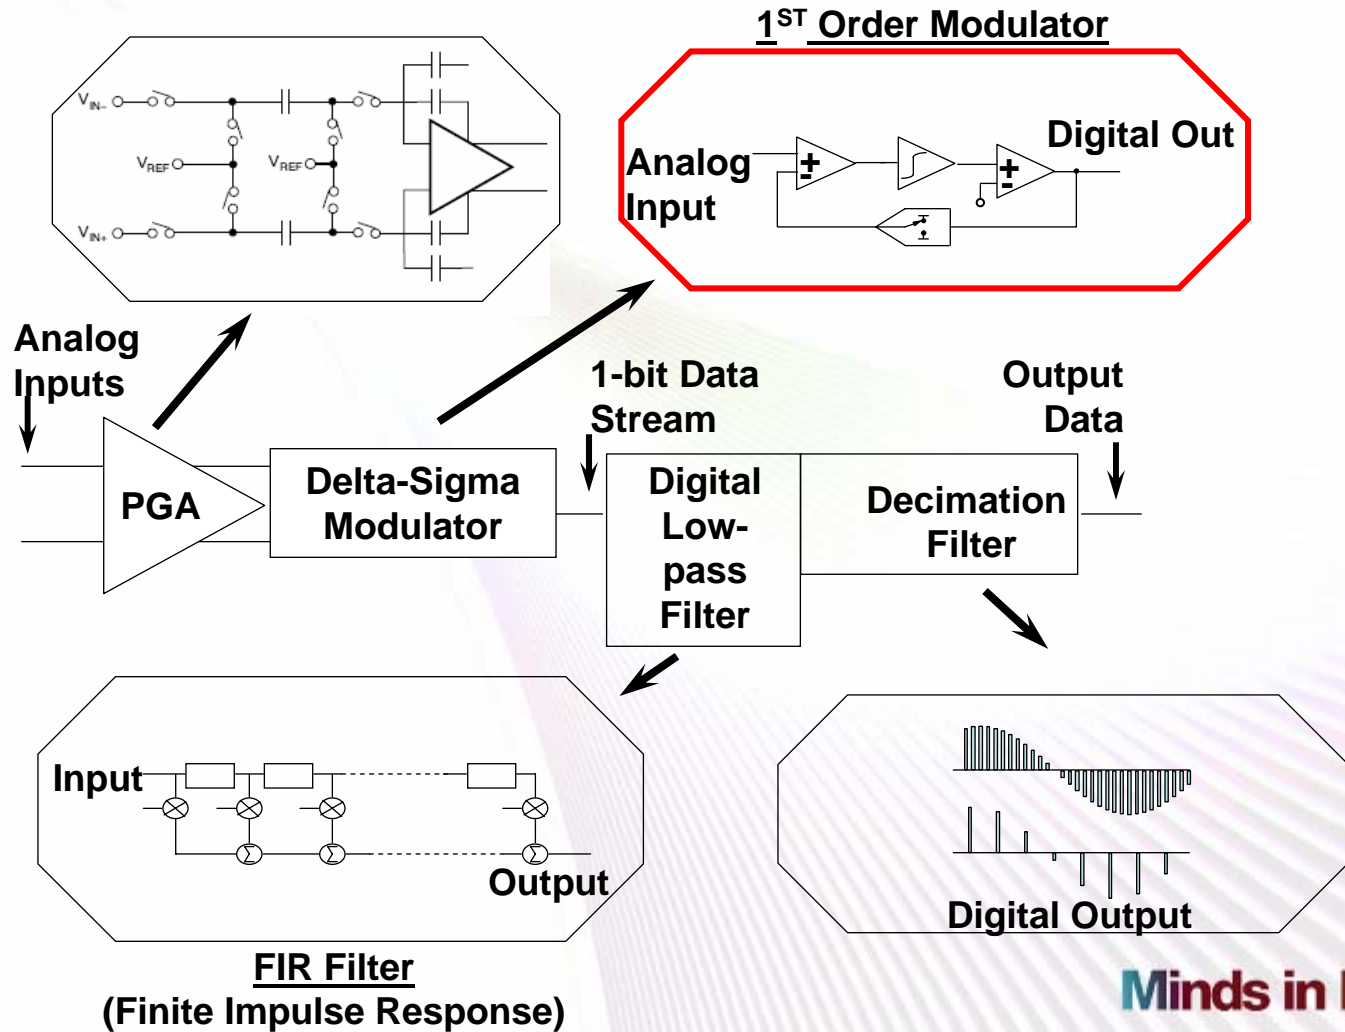 1ST Order Modulator
VIN–
VREF
VREF
VIN+
Analog
Input
+
-
+
-
Digital Out
Analog
Inputs
1-bit Data
Stream
Output
Data
PGA
Delta-Sigma
Modulator
Digital
Low-
pass
Filter
Decimation
Filter
Input
Σ
Σ
Σ
Output
FIR Filter
(Finite Impulse Response)
Digital Output
Minds in